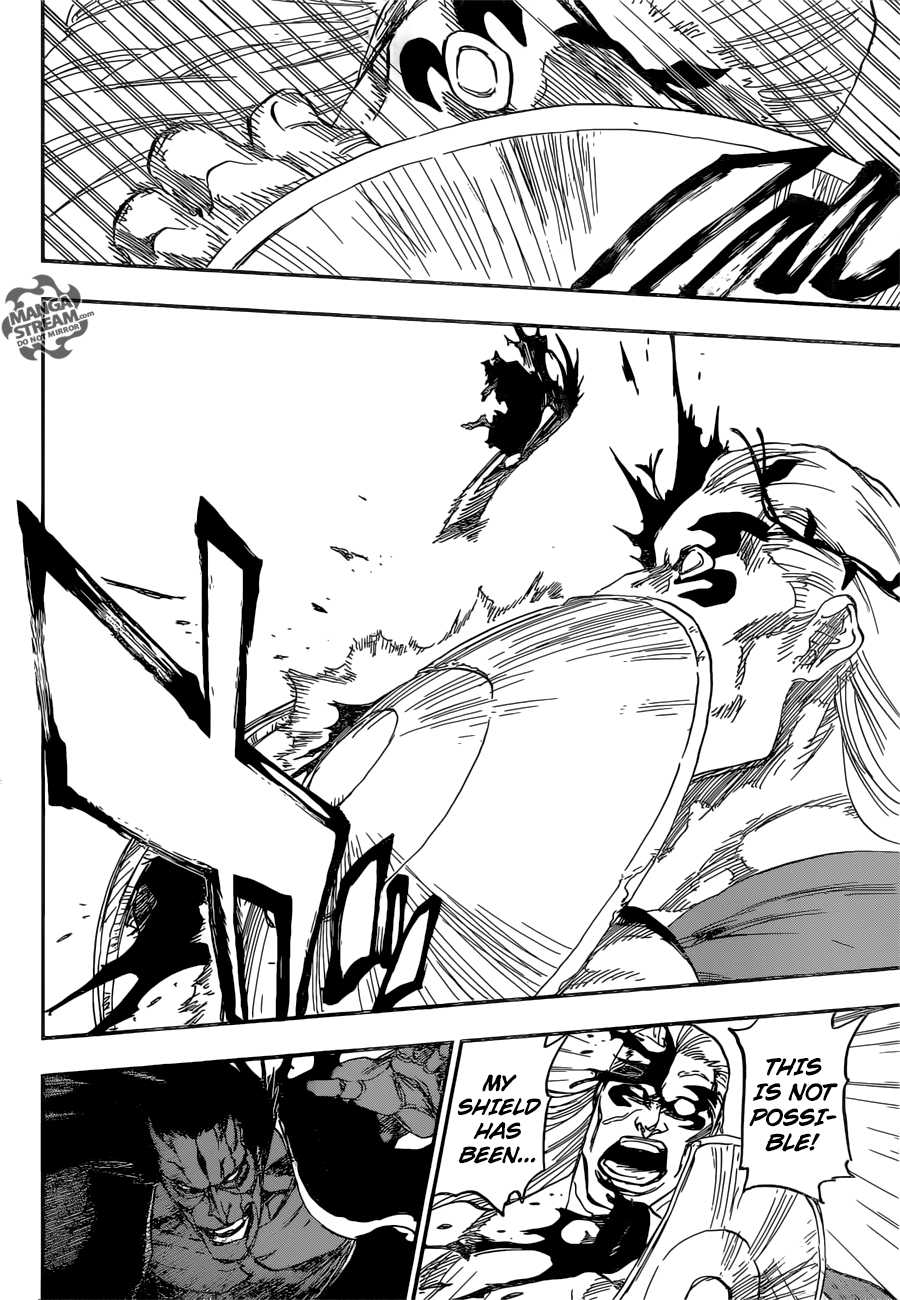 MANGA
STREAM.com
DO NOT MIRROR
THIS
IS NOT
POSSI-
BLE!
MY
SHIELD
HAS
BEEN...